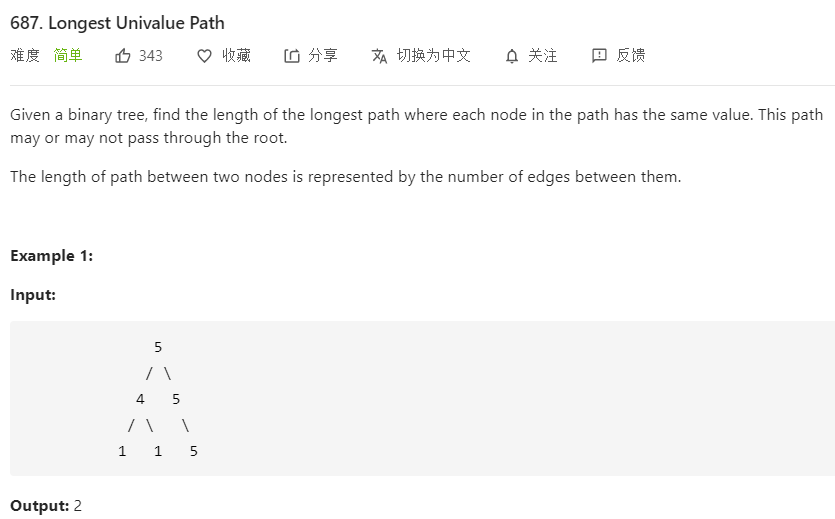 687. Longest Univalue Path
难度 简单 343 收藏 分享 切换为中文 关注 反馈
Given a binary tree, find the length of the longest path where each node in the path has the same value. This path
may or may not pass through the root.
The length of path between two nodes is represented by the number of edges between them.
Example 1:
Input:
5
/ \
4 5
/ \ \
1 1 5
Output: 2